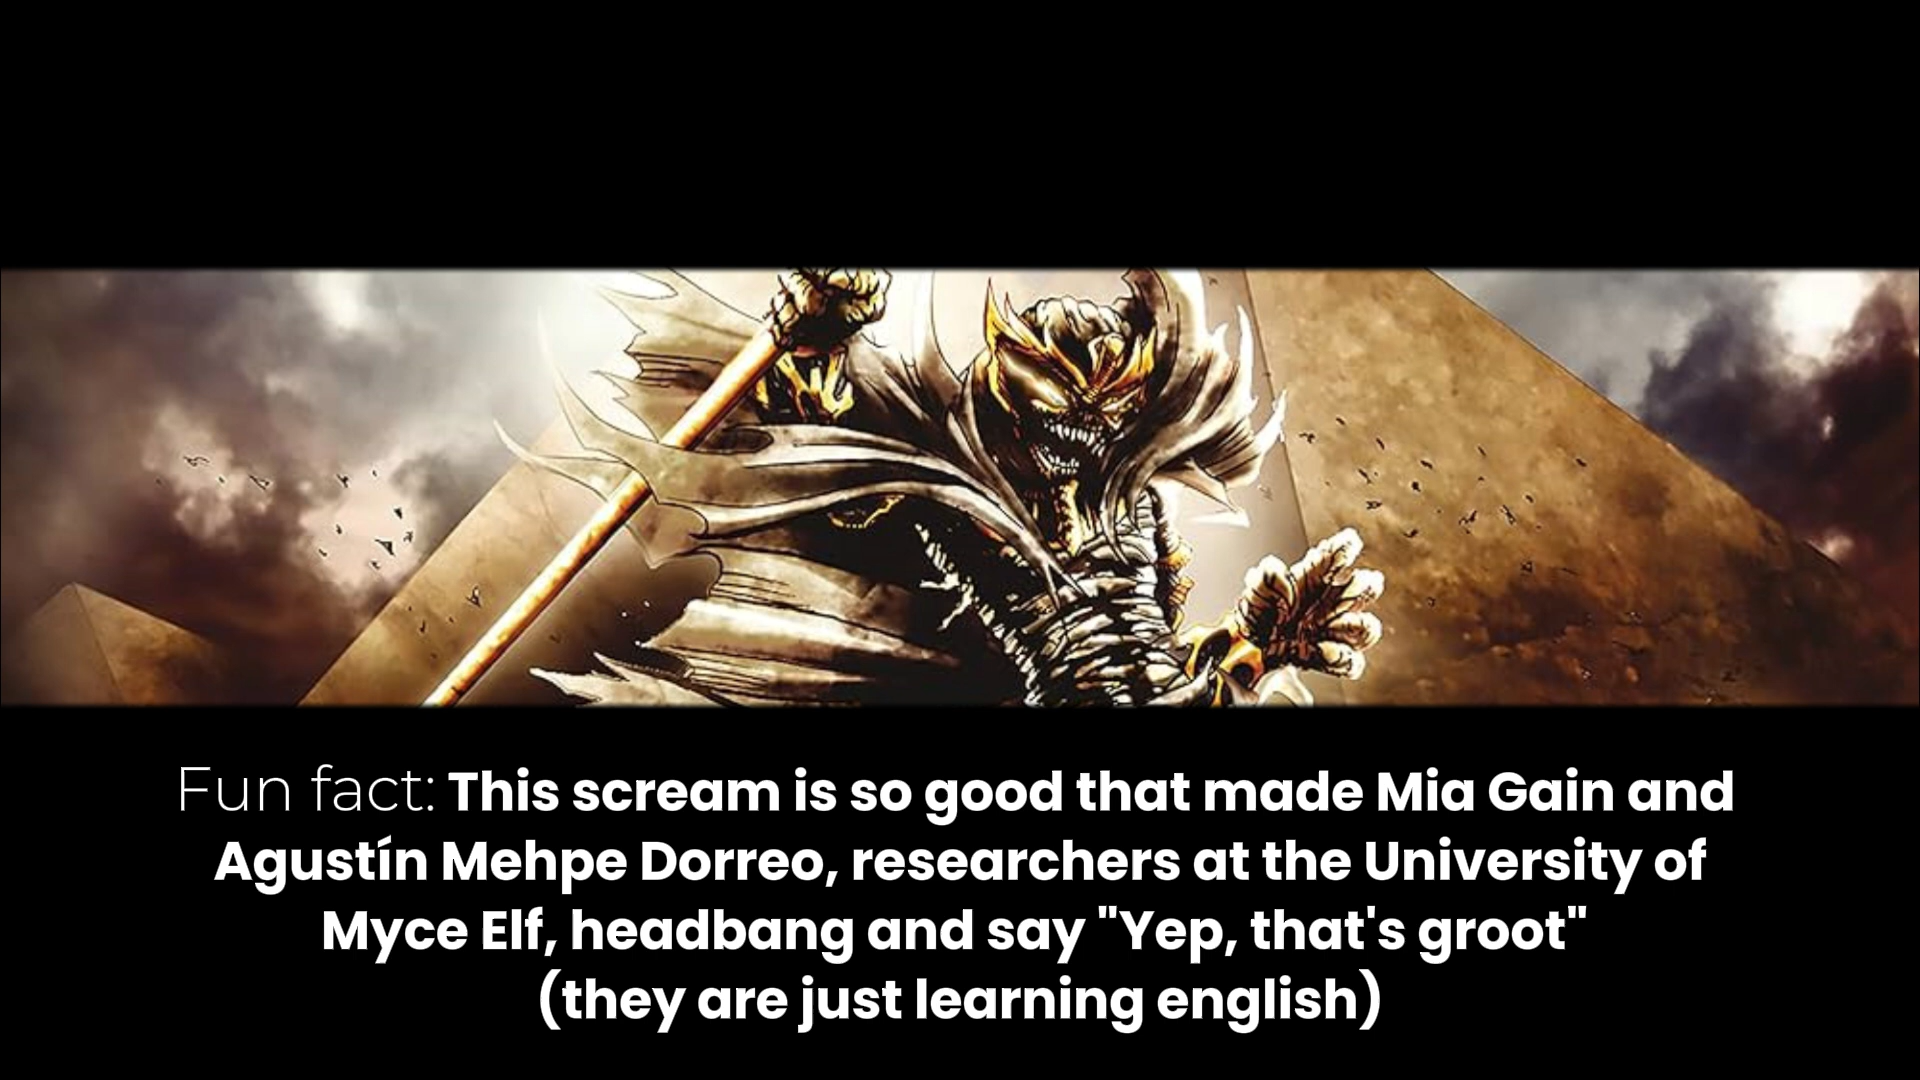 Fun fact: This scream is so good that made Mia Gain and
Agustín Mehpe Dorreo, researchers at the University of
Myce Elf, headbang and say "Yep, that's groot"
(they are just learning english)